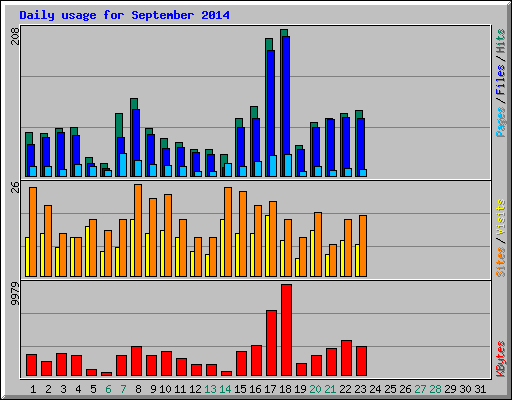 Daily usage for September 2014
208
Pages / Files / Hits
26
Sites / Visits
9979
KBytes
1 2 3 4 5 6 7 8 9 10 11 12 13 14 15 16 17 18 19 20 21 22 23 24 25 26 27 28 29 30 31